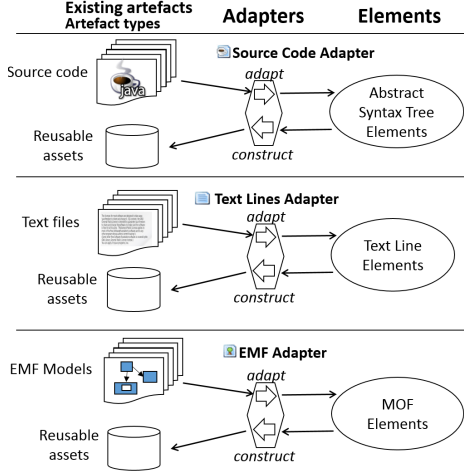 Existing artefacts
Artefact types
Adapters
Elements
Source Code Adapter
Source code
java
adapt
construct
Abstract
Syntax Tree
Elements
Reusable
assets
Text Lines Adapter
Text files
adapt
construct
Text Line
Elements
Reusable
assets
EMF Adapter
EMF Models
adapt
construct
MOF
Elements
Reusable
assets